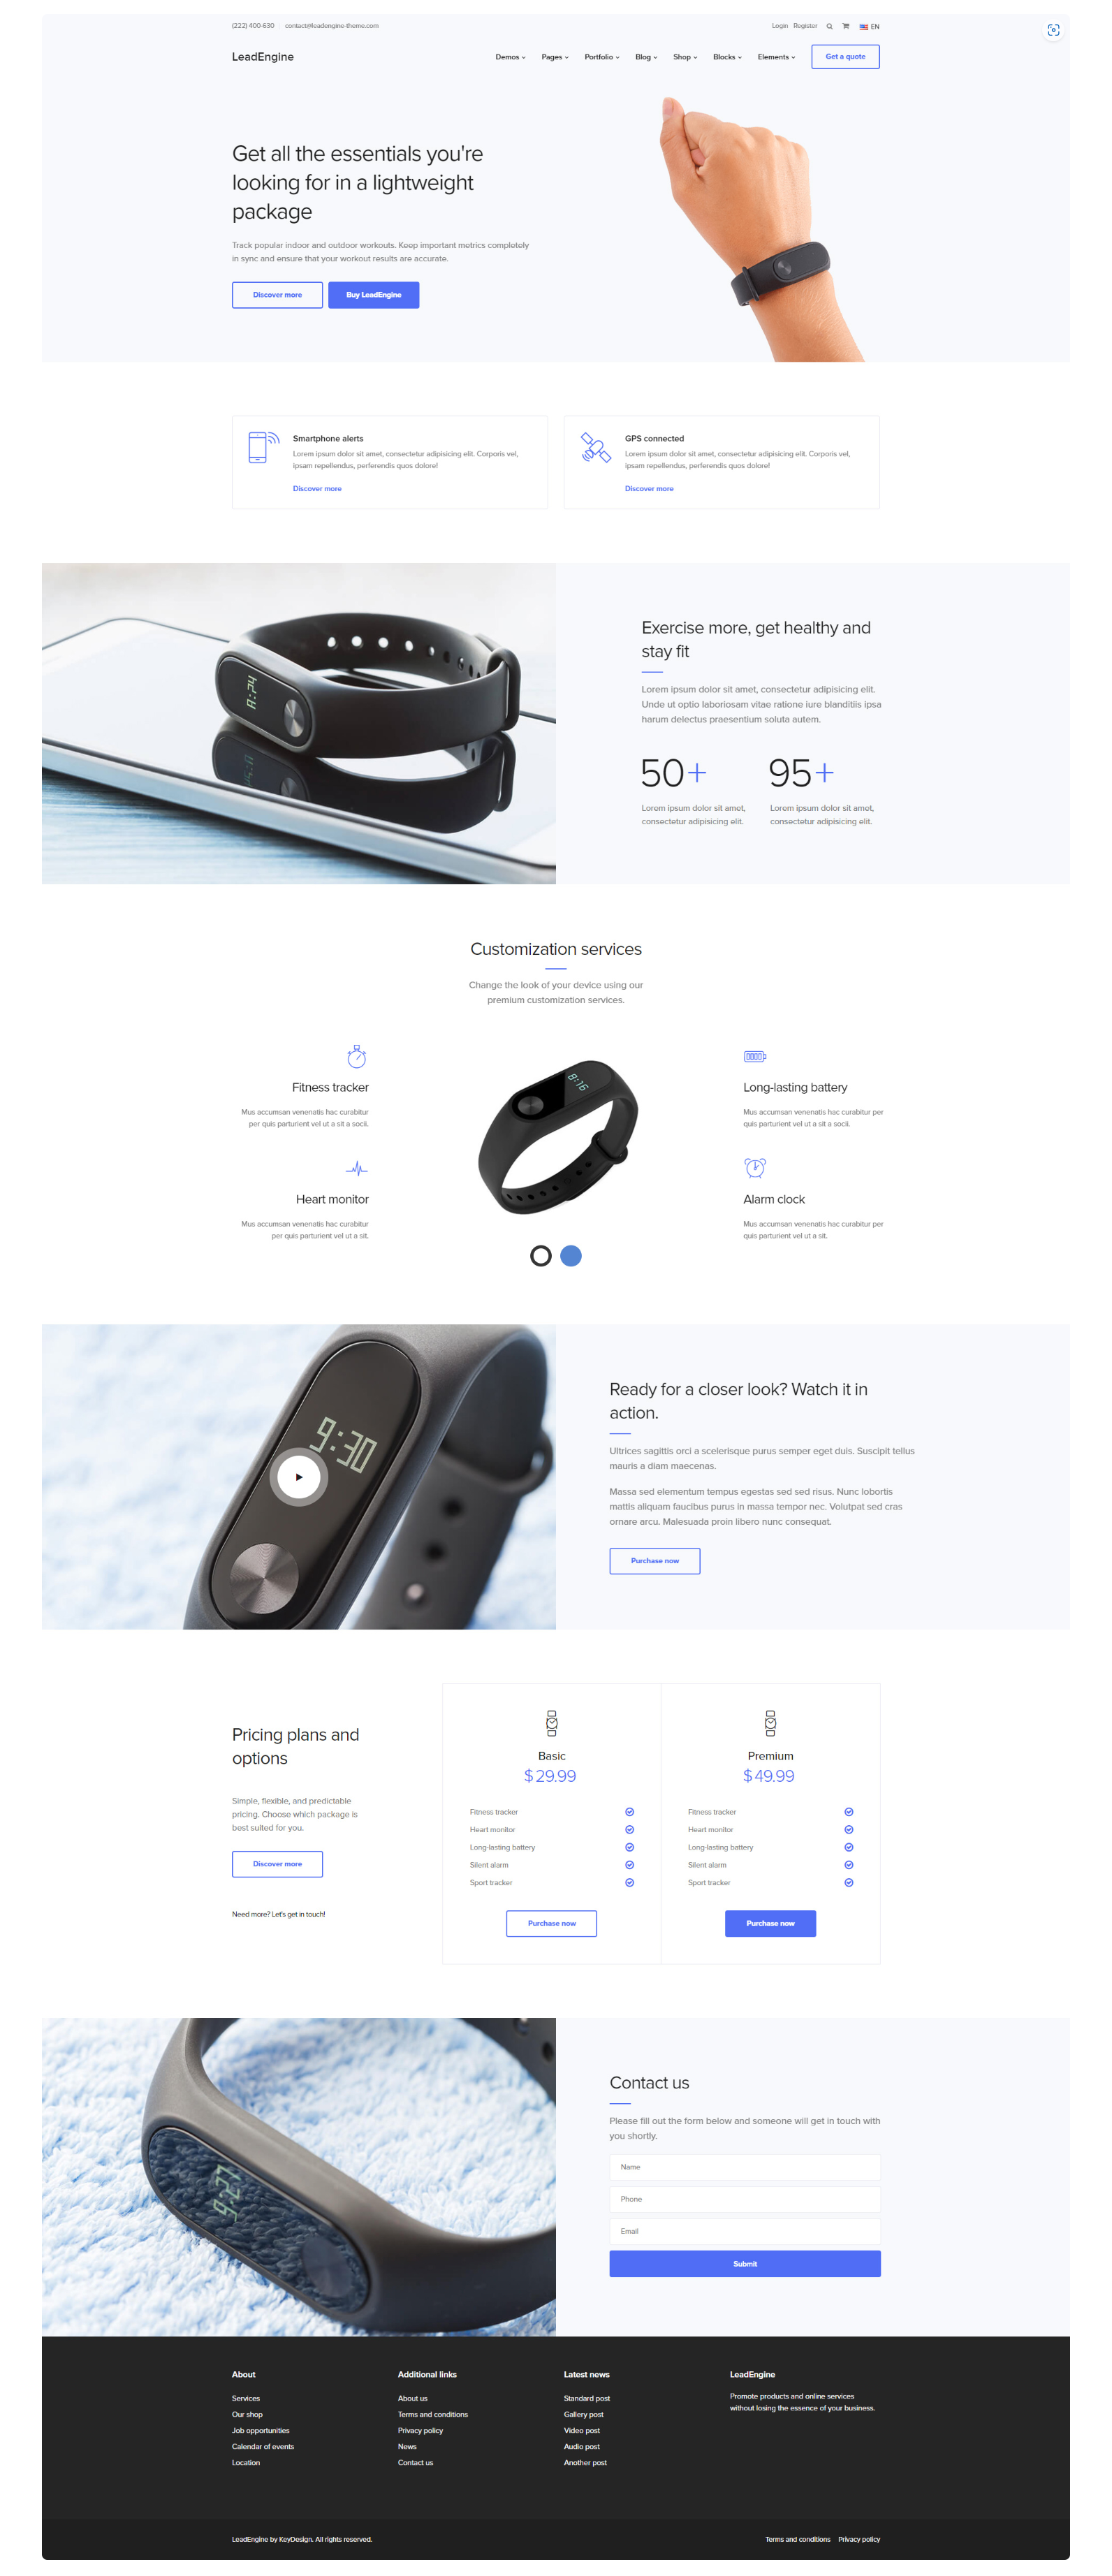 (222) 400-630 contact@leadengine-theme.com Login Register EN
LeadEngine Demos Pages Portfolio Blog Shop Blocks Elements Get a quote
Get all the essentials you're
looking for in a lightweight
package
Track popular indoor and outdoor workouts. Keep important metrics completely
in sync and ensure that your workout results are accurate.
Discover more Buy LeadEngine
Smartphone alerts
Lorem ipsum dolor sit amet, consectetur adipisicing elit. Corporis vel,
ipsam repellendus, perferendis quos dolore!
Discover more
GPS connected
Lorem ipsum dolor sit amet, consectetur adipisicing elit. Corporis vel,
ipsam repellendus, perferendis quos dolore!
Discover more
Exercise more, get healthy and
stay fit
Lorem ipsum dolor sit amet, consectetur adipisicing elit.
Unde ut optio laboriosam vitae ratione iure blanditiis ipsa
harum delectus praesentium soluta autem.
50+
Lorem ipsum dolor sit amet,
consectetur adipisicing elit.
95+
Lorem ipsum dolor sit amet,
consectetur adipisicing elit.
Customization services
Change the look of your device using our
premium customization services.
Fitness tracker
Mus accumsan venenatis hac curabitur
per quis parturient vel ut a sit a socii.
Heart monitor
Mus accumsan venenatis hac curabitur
per quis parturient vel ut a sit.
8:16
Long-lasting battery
Mus accumsan venenatis hac curabitur per
quis parturient vel ut a sit a socii.
Alarm clock
Mus accumsan venenatis hac curabitur per
quis parturient vel ut a sit.
9:30
Ready for a closer look? Watch it in
action.
Ultrices sagittis orci a scelerisque purus semper eget duis. Suscipit tellus
mauris a diam maecenas.
Massa sed elementum tempus egestas sed sed risus. Nunc lobortis
mattis aliquam faucibus purus in massa tempor nec. Volutpat sed cras
ornare arcu. Malesuada proin libero nunc consequat.
Purchase now
Pricing plans and
options
Simple, flexible, and predictable
pricing. Choose which package is
best suited for you.
Discover more
Need more? Let's get in touch!
Basic
$29.99
Fitness tracker
Heart monitor
Long-lasting battery
Silent alarm
Sport tracker
Purchase now
Premium
$49.99
Fitness tracker
Heart monitor
Long-lasting battery
Silent alarm
Sport tracker
Purchase now
Contact us
Please fill out the form below and someone will get in touch with
you shortly.
Name
Phone
Email
Submit
About
Services
Our shop
Job opportunities
Calendar of events
Location
Additional links
About us
Terms and conditions
Privacy policy
News
Contact us
Latest news
Standard post
Gallery post
Video post
Audio post
Another post
LeadEngine
Promote products and online services
without losing the essence of your business.
LeadEngine by KeyDesign. All rights reserved. Terms and conditions Privacy policy